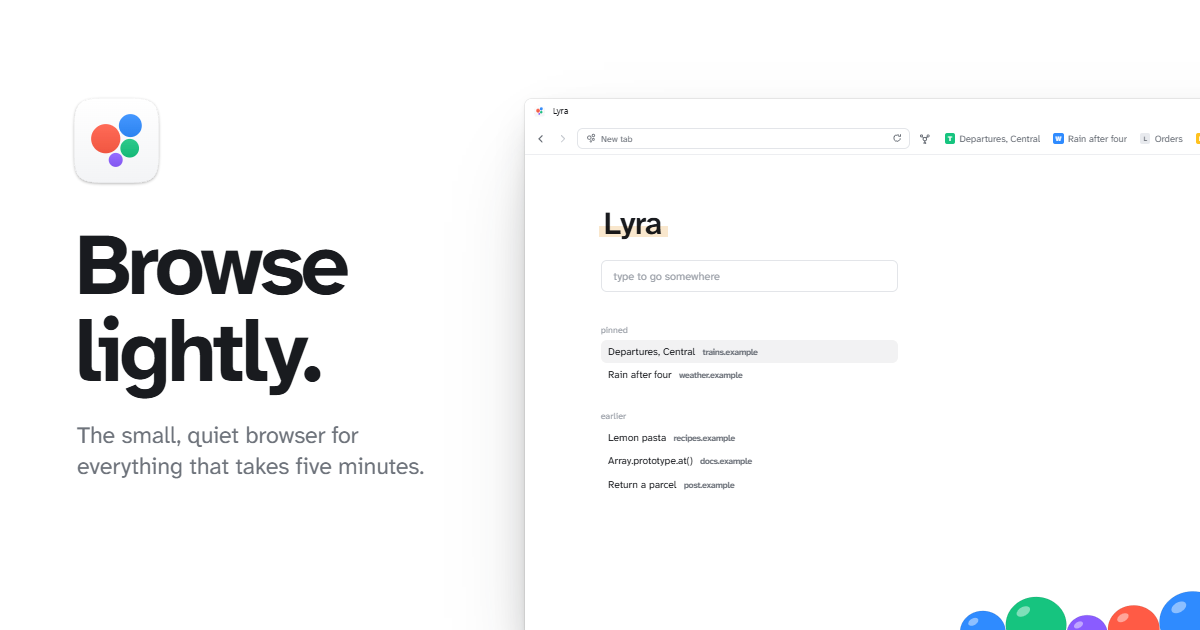 Browse
lightly.
The small, quiet browser for
everything that takes five minutes.
Lyra
New tab
T Departures, Central
W Rain after four
L Orders
Lyra
type to go somewhere
pinned
Departures, Central trains.example
Rain after four weather.example
earlier
Lemon pasta recipes.example
Array.prototype.at() docs.example
Return a parcel post.example